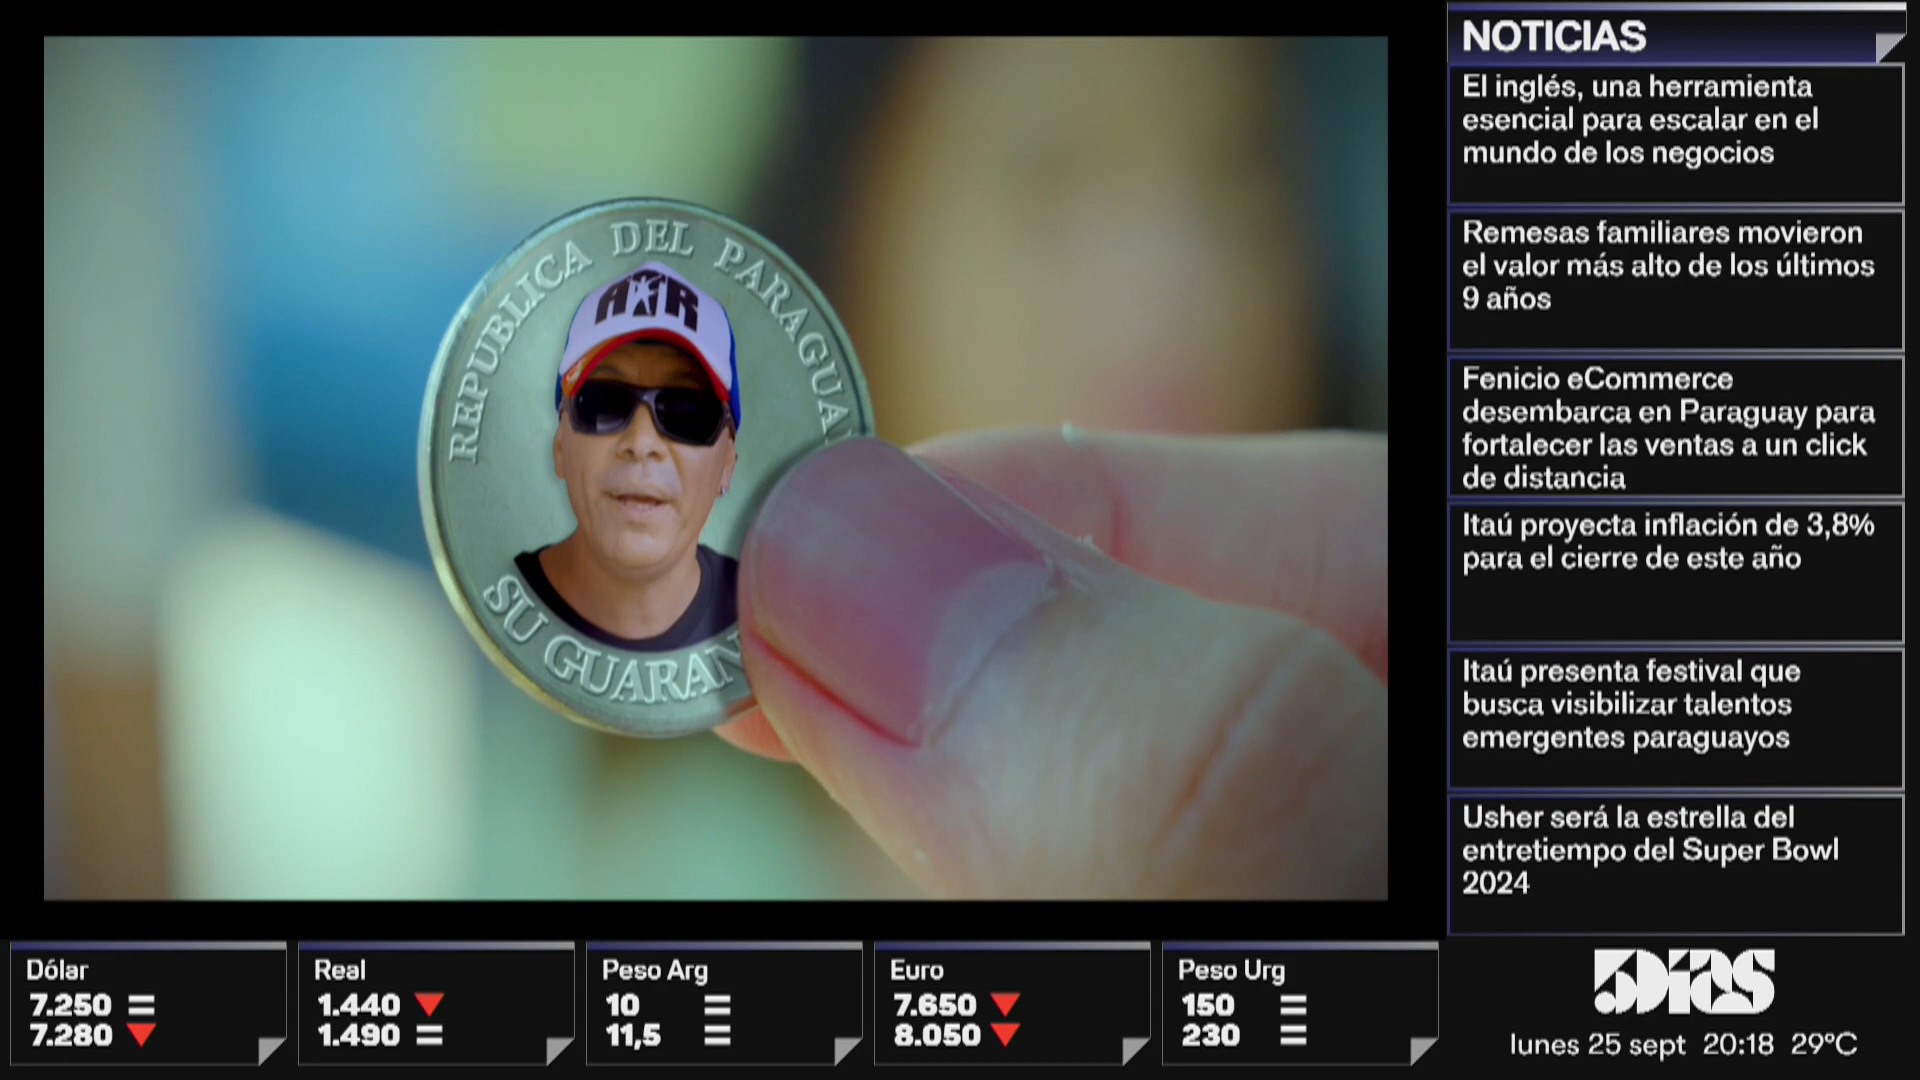 REPUBLICA DEL PARAGUA
AR
SU GUARAN
NOTICIAS
El inglés, una herramienta
esencial para escalar en el
mundo de los negocios
Remesas familiares movieron
el valor más alto de los últimos
9 años
Fenicio eCommerce
desembarca en Paraguay para
fortalecer las ventas a un click
de distancia
Itaú proyecta inflación de 3,8%
para el cierre de este año
Itaú presenta festival que
busca visibilizar talentos
emergentes paraguayos
Usher será la estrella del
entretiempo del Super Bowl
2024
Dólar
7.250
7.280
Real
1.440
1.490
Peso Arg
10
11,5
Euro
7.650
8.050
Peso Urg
150
230
5Días
lunes 25 sept 20:18 29°C